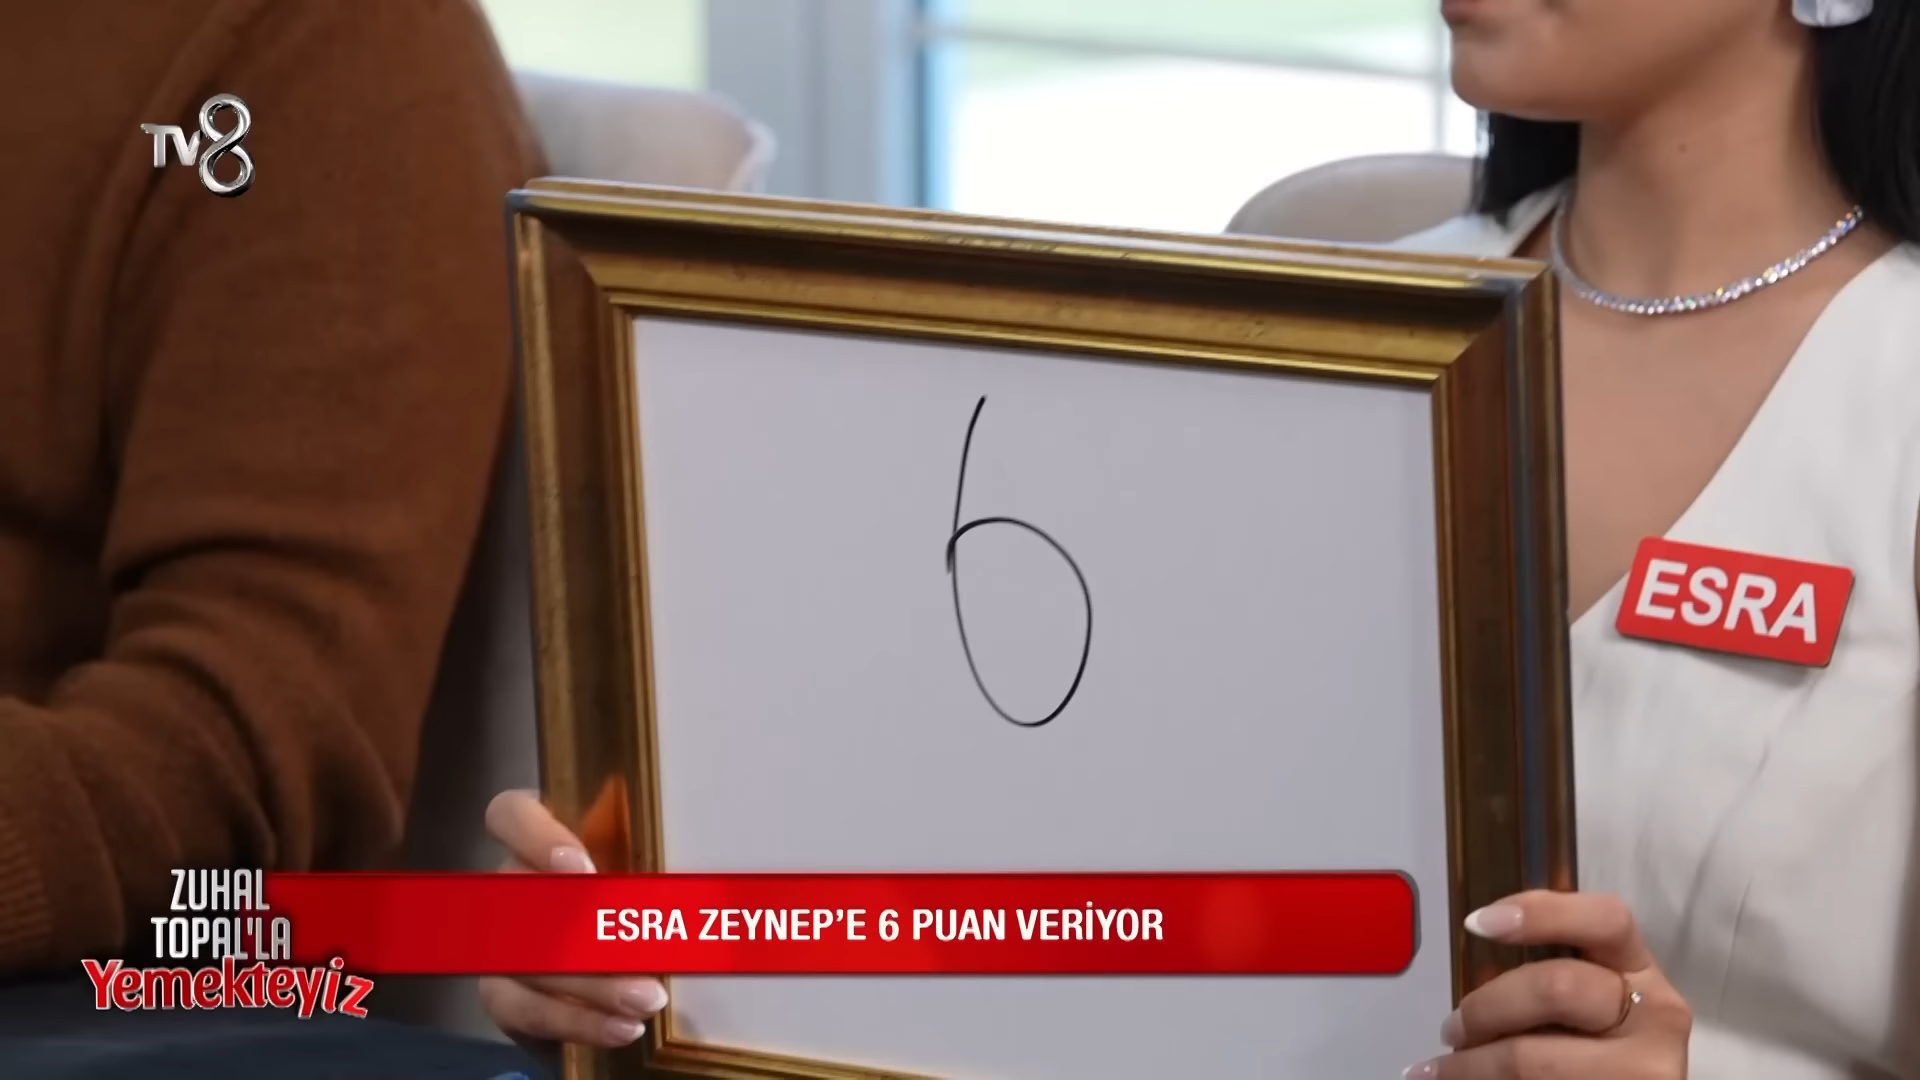 TV8
6
ESRA
ZUHAL
TOPAL'LA
Yemekteyiz
ESRA ZEYNEP'E 6 PUAN VERİYOR